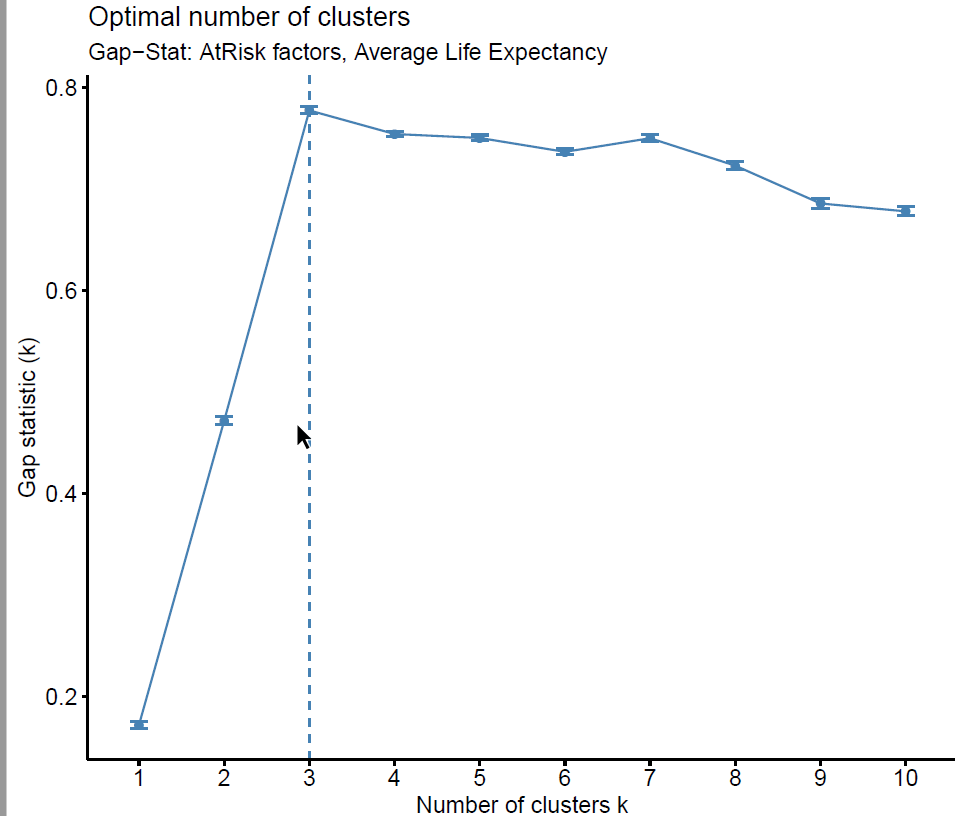 Optimal number of clusters
Gap−Stat: AtRisk factors, Average Life Expectancy
0.8
0.6
0.4
0.2
Gap statistic (k)
1 2 3 4 5 6 7 8 9 10
Number of clusters k